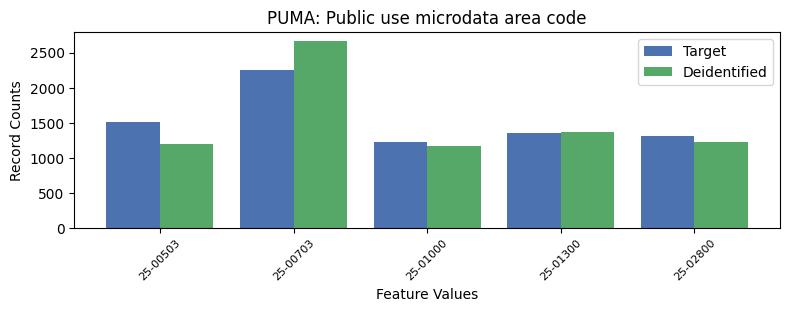 PUMA: Public use microdata area code
Record Counts
2500
2000
1500
1000
500
0
Target
Deidentified
25-00503
25-00703
25-01000
25-01300
25-02800
Feature Values